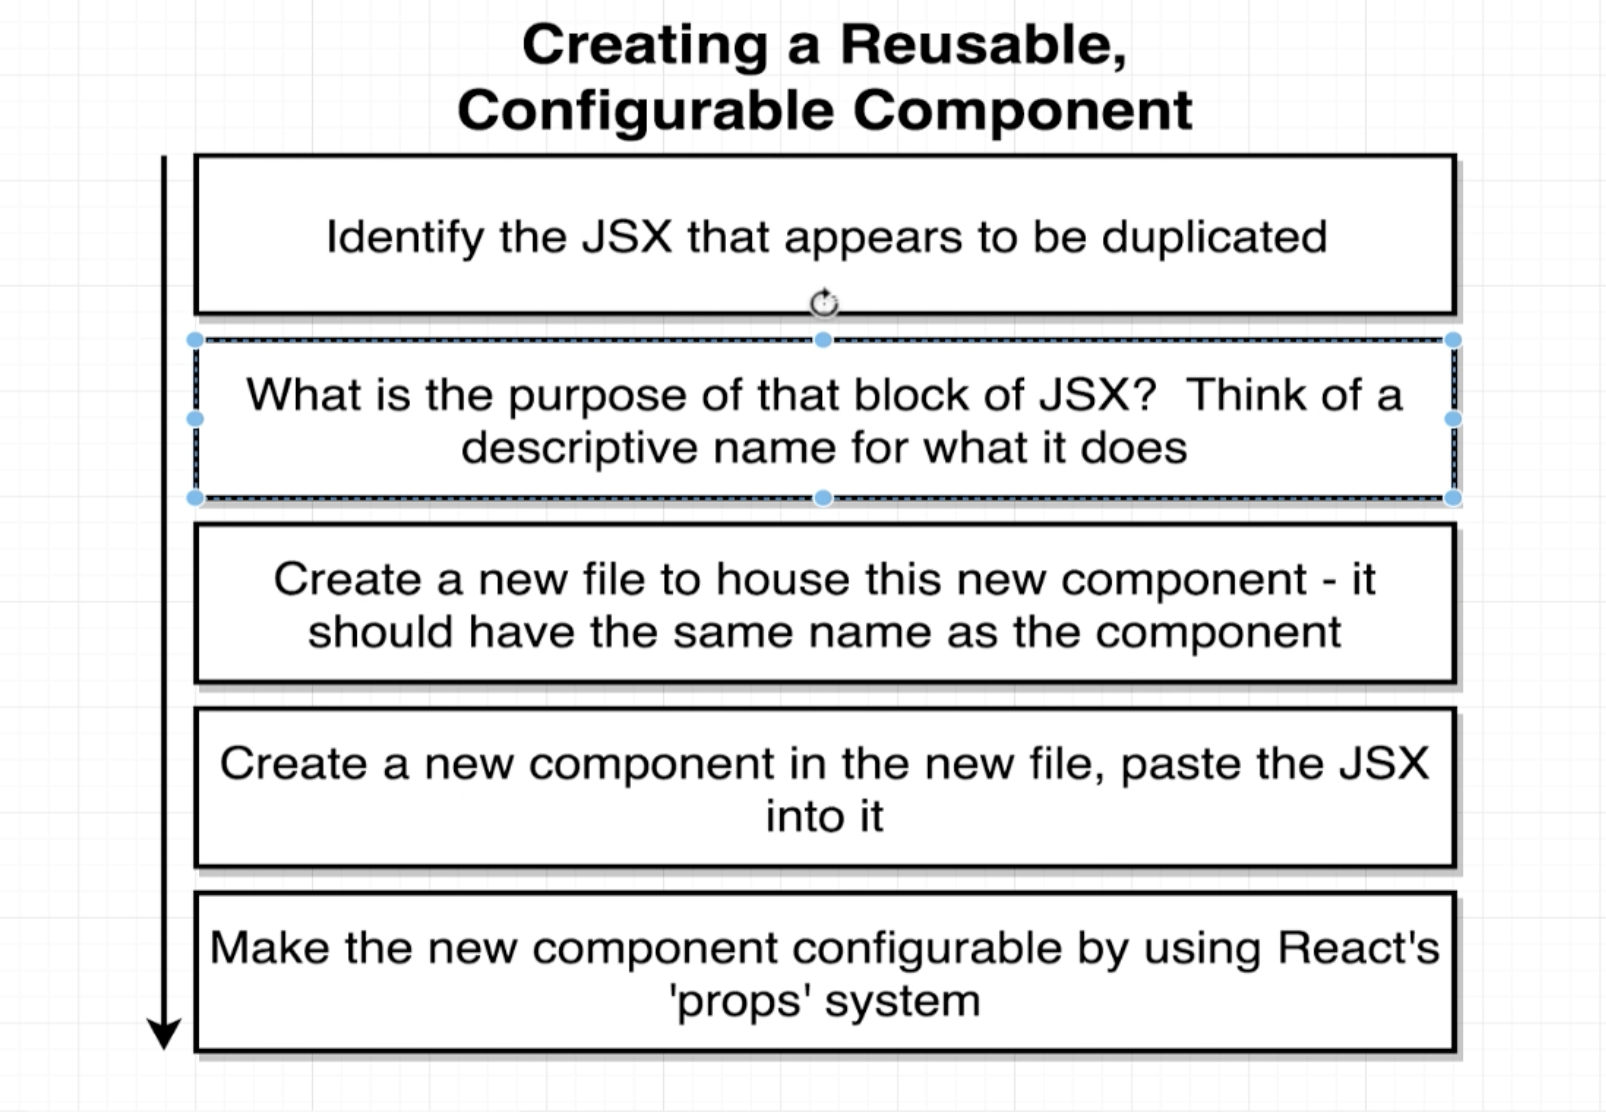 Creating a Reusable,
Configurable Component
Identify the JSX that appears to be duplicated
What is the purpose of that block of JSX?  Think of a
descriptive name for what it does
Create a new file to house this new component - it
should have the same name as the component
Create a new component in the new file, paste the JSX
into it
Make the new component configurable by using React's
'props' system